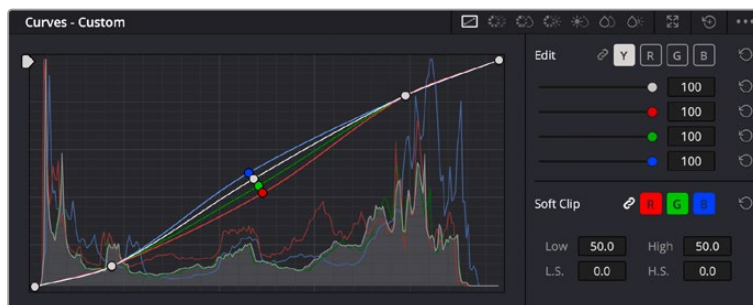 Curves - Custom
Edit Y R G B
100
100
100
100
Soft Clip R G B
Low 50.0 High 50.0
L.S. 0.0 H.S. 0.0